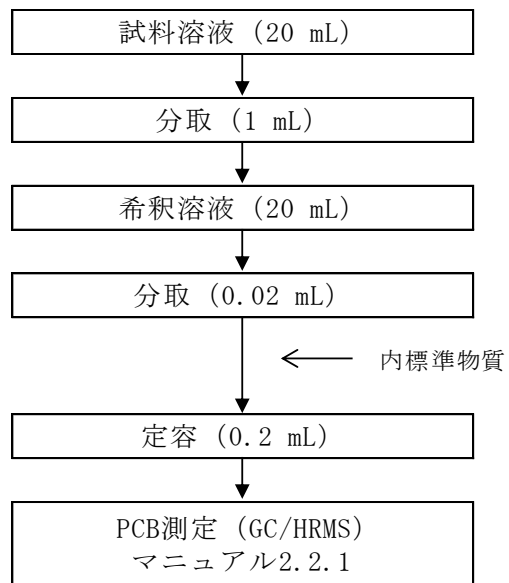 試料溶液 (20 mL)
分取 (1 mL)
希釈溶液 (20 mL)
分取 (0.02 mL)
内標準物質
定容 (0.2 mL)
PCB測定 (GC/HRMS)
マニュアル2.2.1